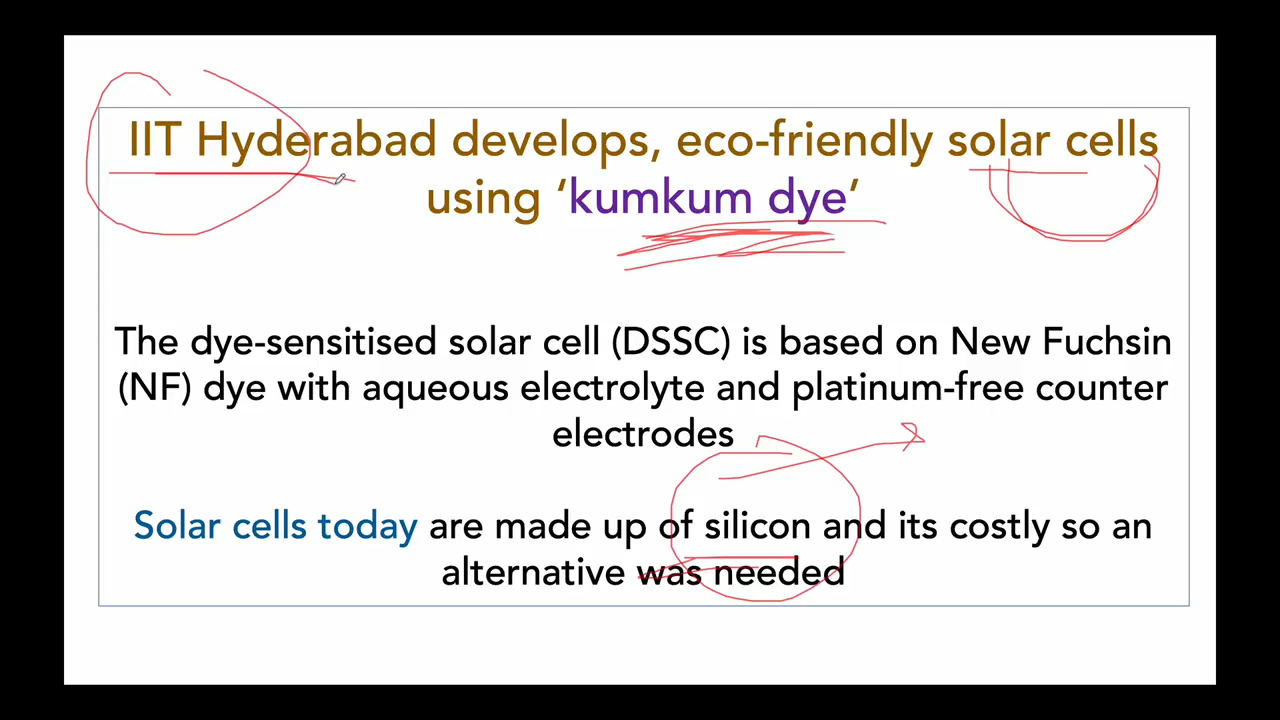 IIT Hyderabad develops, eco-friendly solar cells
using ‘kumkum dye’
The dye-sensitised solar cell (DSSC) is based on New Fuchsin
(NF) dye with aqueous electrolyte and platinum-free counter
electrodes
Solar cells today are made up of silicon and its costly so an
alternative was needed